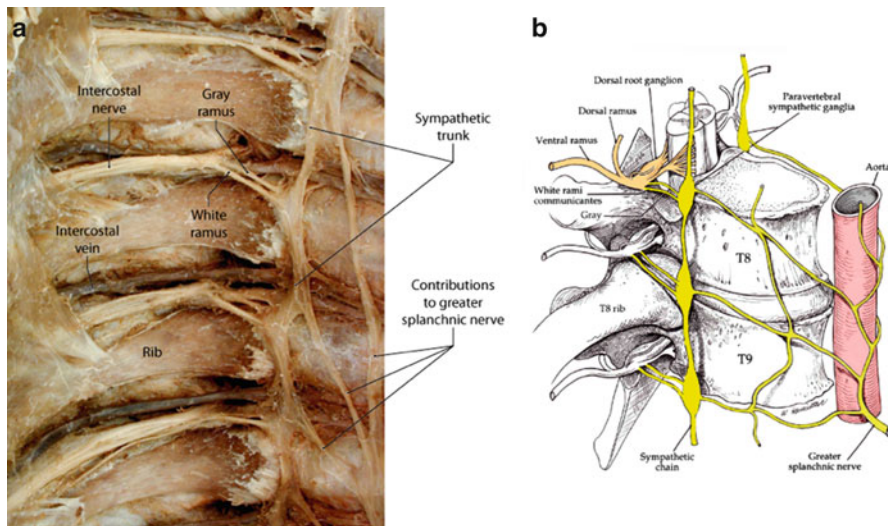 a
Intercostal
nerve
Gray
ramus
Sympathetic
trunk
White
ramus
Intercostal
vein
Contributions
to greater
splanchnic nerve
Rib
b
Dorsal root ganglion
Dorsal ramus
Ventral ramus
White rami
communicantes
Gray
Paravertebral
sympathetic ganglia
Aorta
T8
T8 rib
T9
Sympathetic
chain
Greater
splanchnic nerve